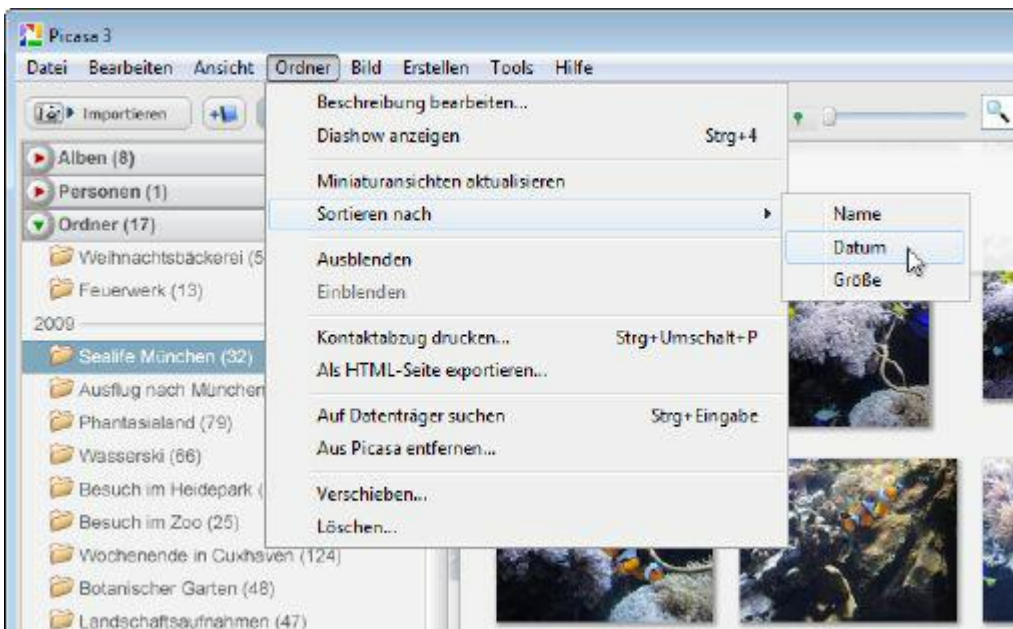 Picasa 3
Datei Bearbeiten Ansicht Ordner Bild Erstellen Tools Hilfe
Importieren
Alben (8)
Personen (1)
Ordner (17)
Weihnachtsbäckerei (5
Feuerwerk (13)
2009
Sealife München (32)
Ausflug nach München
Phantasialand (79)
Wasserski (66)
Besuch im Heidepark (
Besuch im Zoo (25)
Wochenende in Cuxhaven (124)
Botanischer Garten (48)
Landschaftsaufnahmen (47)
Beschreibung bearbeiten...
Diashow anzeigen Strg+4
Miniaturansichten aktualisieren
Sortieren nach
Ausblenden
Einblenden
Kontaktabzug drucken... Strg+Umschalt+P
Als HTML-Seite exportieren...
Auf Datenträger suchen Strg+Eingabe
Aus Picasa entfernen...
Verschieben...
Löschen...
Name
Datum
Größe